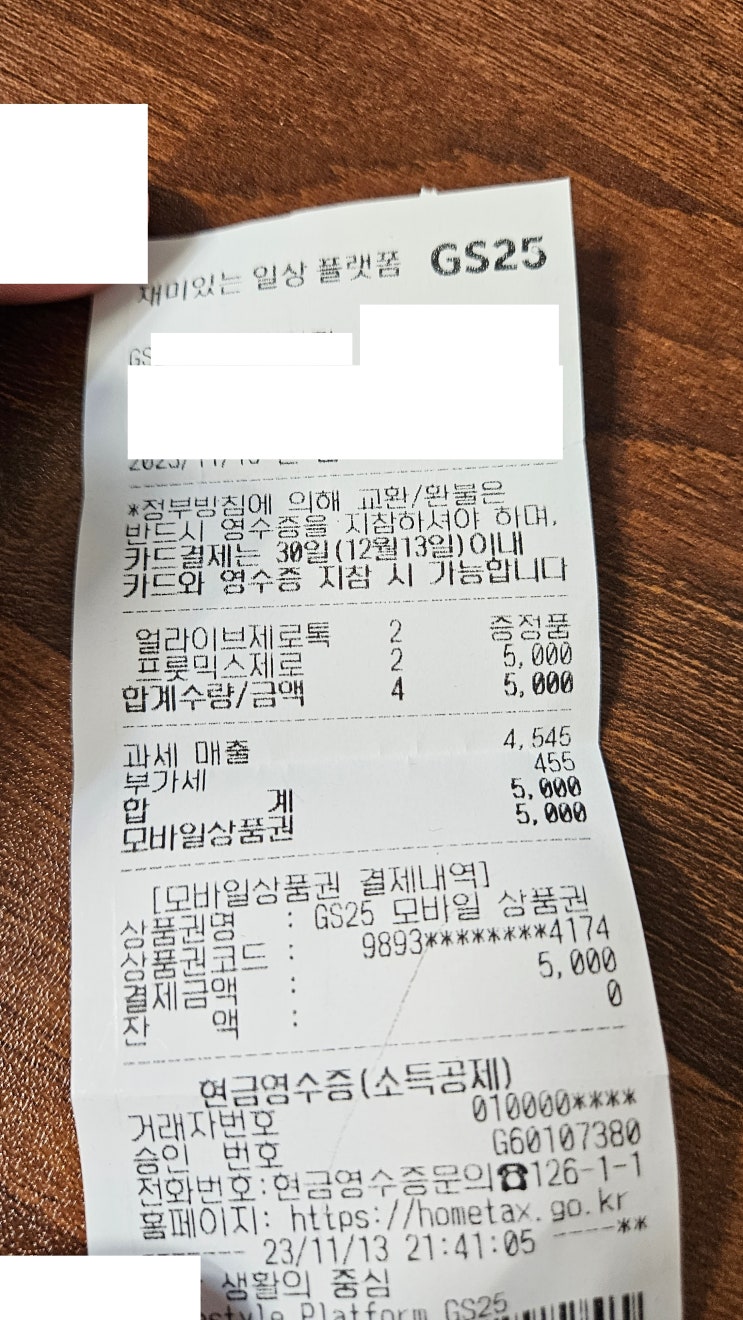 재미있는 일상 플랫폼 GS25
GS
*정부방침에 의해 교환/환불은
반드시 영수증을 지참하셔야 하며,
카드결제는 30일(12월13일)이내
카드와 영수증 지참 시 가능합니다
얼라이브제로톡 2 증정품
프룻믹스제로 2 5,000
합계수량/금액 4 5,000
과세 매출 4,545
부가세 455
합 계 5,000
모바일상품권 5,000
[모바일상품권 결제내역]
상품권명 : GS25 모바일 상품권
상품권코드 : 9893********4174
결제금액 : 5,000
잔 액 : 0
현금영수증(소득공제)
거래자번호 010000****
승인 번호 G60107380
전화번호:현금영수증문의☎126-1-1
홈페이지: https://hometax.go.kr
-------- 23/11/13 21:41:05 -----**
생활의 중심
estyle Platform GS25